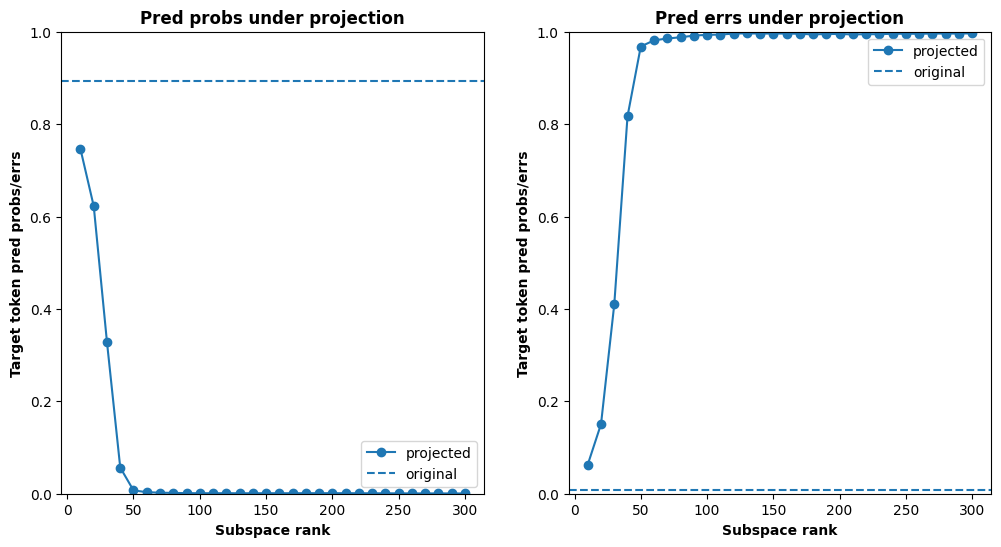 Pred probs under projection
Target token pred probs/errs
1.0
0.8
0.6
0.4
0.2
0.0
0 50 100 150 200 250 300
Subspace rank
projected
original
Pred errs under projection
Target token pred probs/errs
1.0
0.8
0.6
0.4
0.2
0.0
0 50 100 150 200 250 300
Subspace rank
projected
original